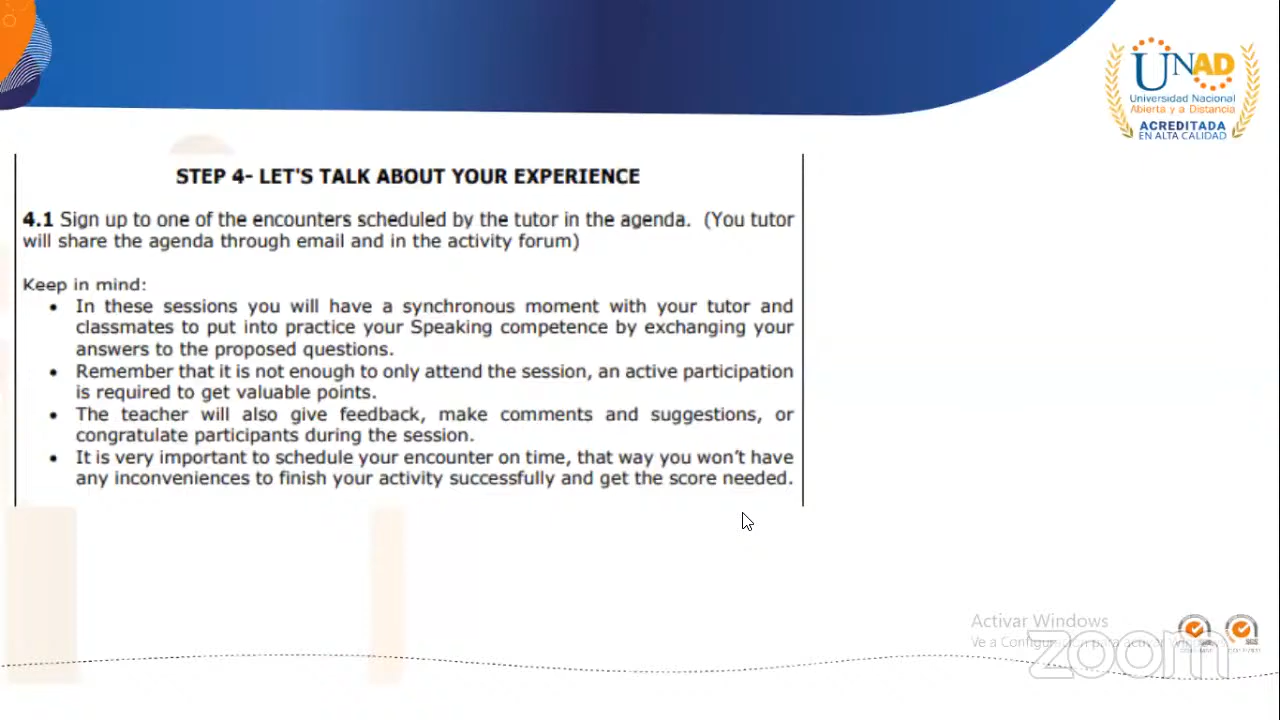 UNAD
Universidad Nacional
Abierta y a Distancia
ACREDITADA
EN ALTA CALIDAD
STEP 4- LET'S TALK ABOUT YOUR EXPERIENCE
4.1 Sign up to one of the encounters scheduled by the tutor in the agenda. (You tutor
will share the agenda through email and in the activity forum)
Keep in mind:
• In these sessions you will have a synchronous moment with your tutor and
classmates to put into practice your Speaking competence by exchanging your
answers to the proposed questions.
• Remember that it is not enough to only attend the session, an active participation
is required to get valuable points.
• The teacher will also give feedback, make comments and suggestions, or
congratulate participants during the session.
• It is very important to schedule your encounter on time, that way you won't have
any inconveniences to finish your activity successfully and get the score needed.
Activar Windows
Ve a Configuración para activar Windows.
zoom